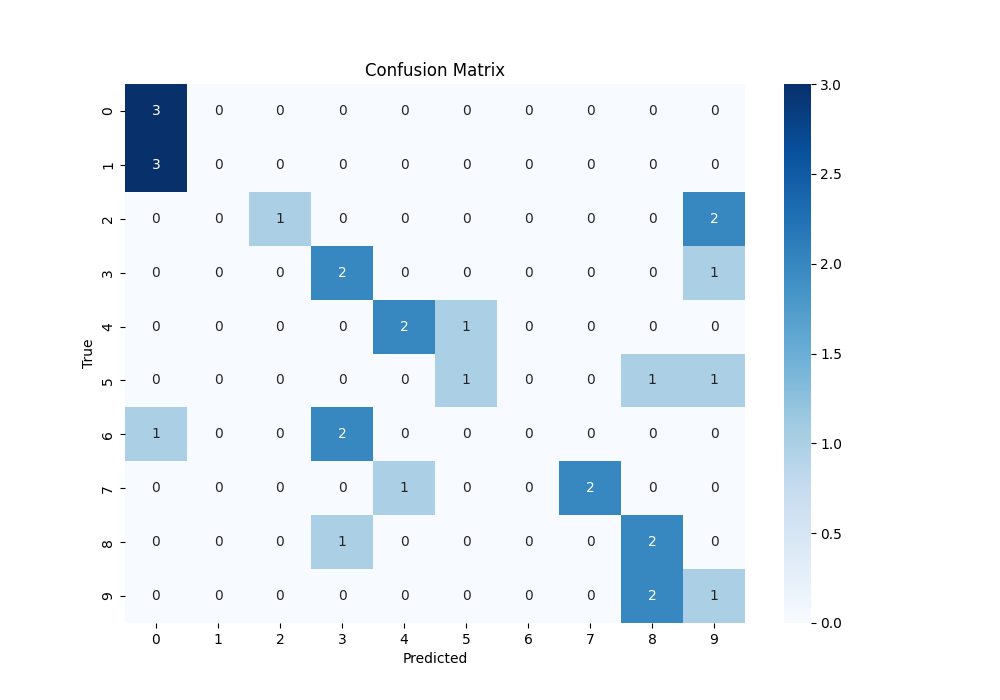 Confusion Matrix
0 3 0 0 0 0 0 0 0 0 0 3.0
1 3 0 0 0 0 0 0 0 0 0 2.5
2 0 0 1 0 0 0 0 0 0 2
3 0 0 0 2 0 0 0 0 0 1 2.0
4 0 0 0 0 2 1 0 0 0 0 1.5
True
5 0 0 0 0 0 1 0 0 1 1
6 1 0 0 2 0 0 0 0 0 0 1.0
7 0 0 0 0 1 0 0 2 0 0
8 0 0 0 1 0 0 0 0 2 0 0.5
9 0 0 0 0 0 0 0 0 2 1 0.0
0 1 2 3 4 5 6 7 8 9
Predicted